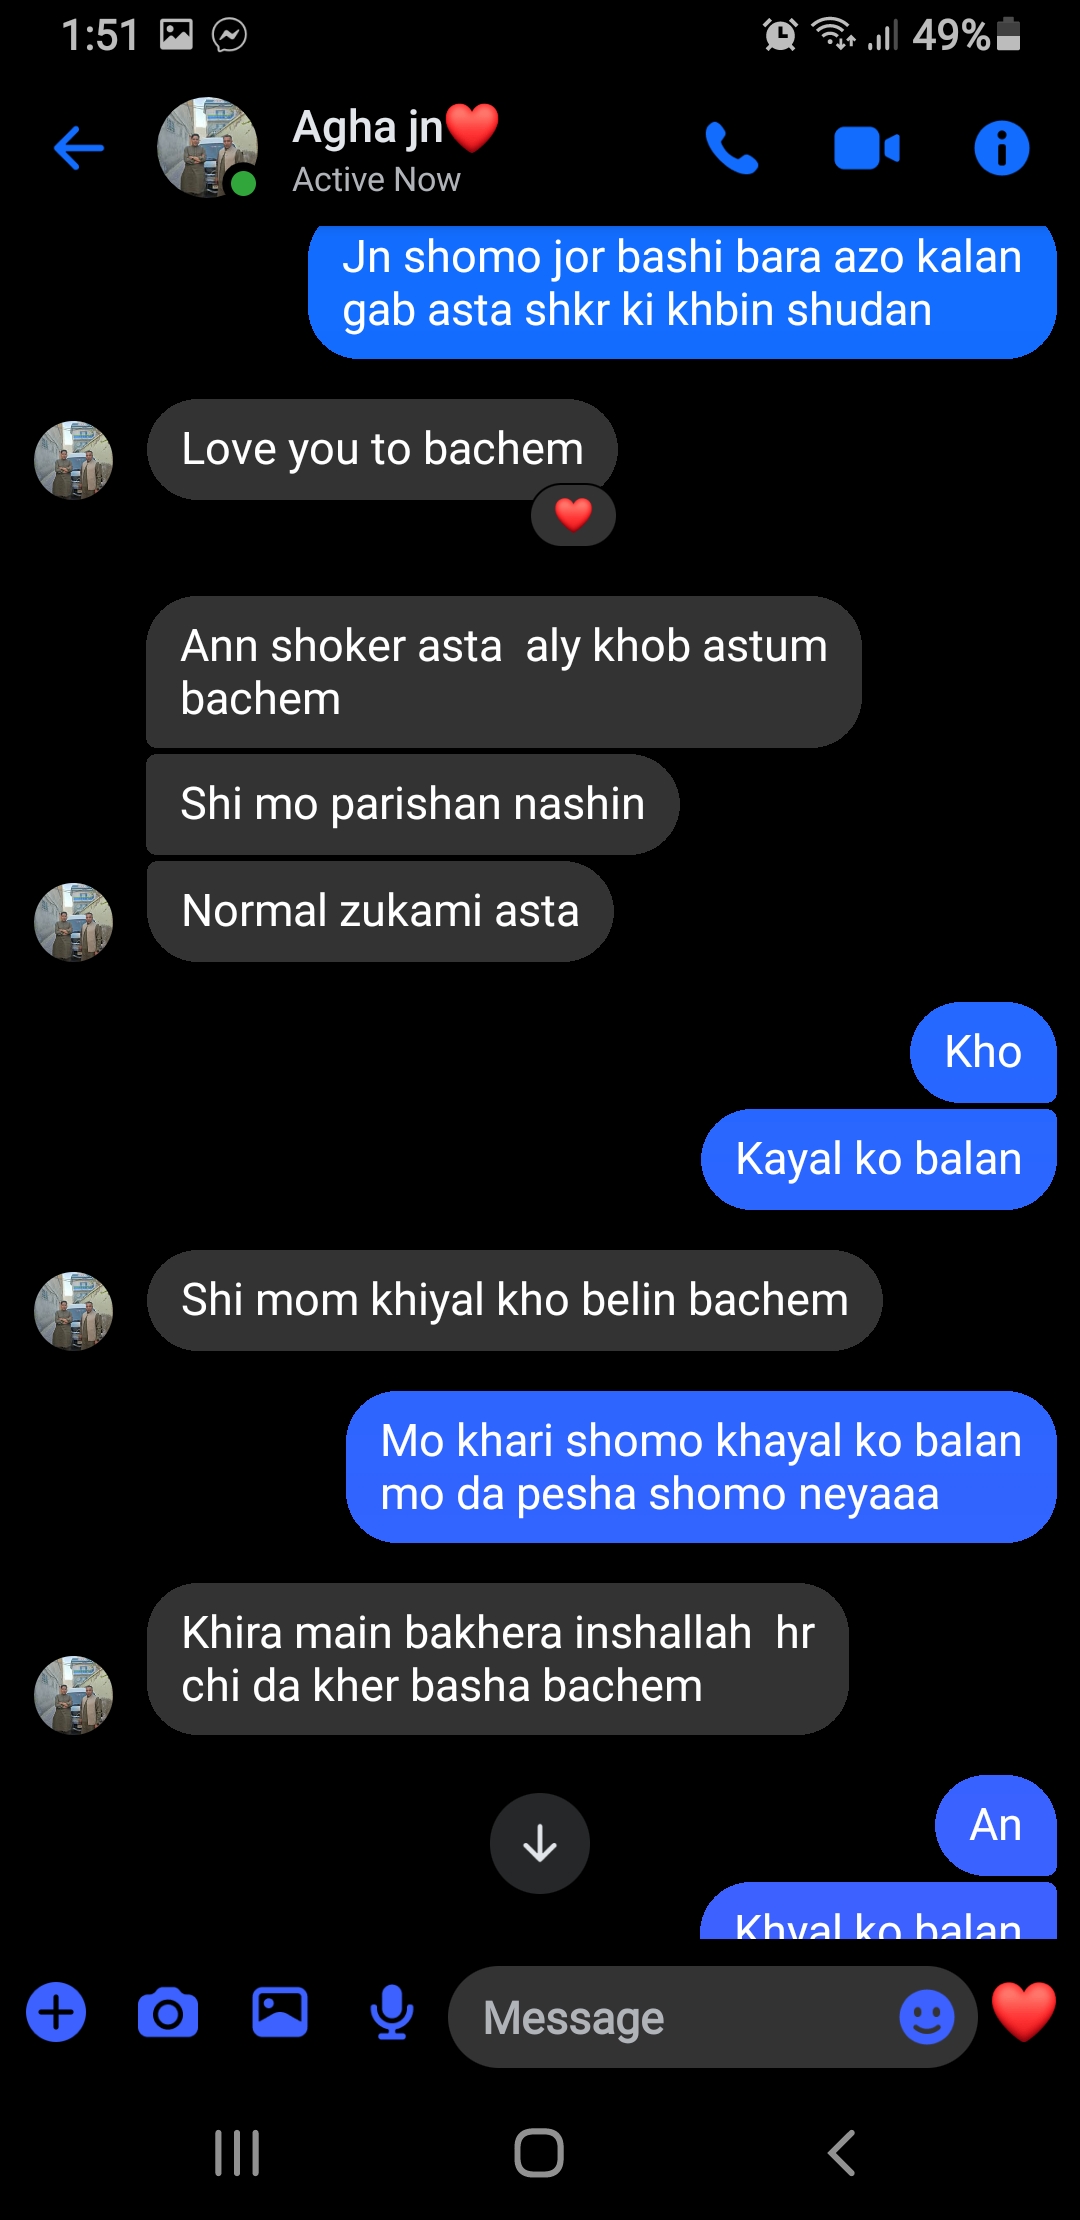 1:51
49%
Agha jn❤️
Active Now
Jn shomo jor bashi bara azo kalan
gab asta shkr ki khbin shudan
Love you to bachem
❤️
Ann shoker asta  aly khob astum
bachem
Shi mo parishan nashin
Normal zukami asta
Kho
Kayal ko balan
Shi mom khiyal kho belin bachem
Mo khari shomo khayal ko balan
mo da pesha shomo neyaaa
Khira main bakhera inshallah  hr
chi da kher basha bachem
An
Khyal ko balan
Message